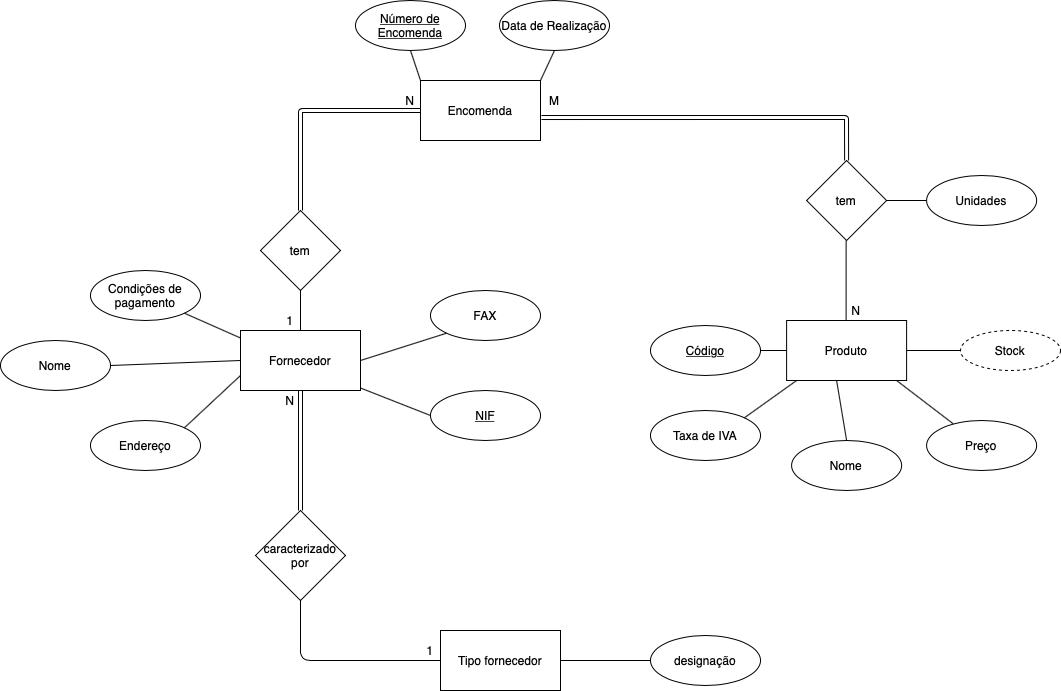 Número de
Encomenda
Data de Realização
N
Encomenda
M
tem
Unidades
tem
Condições de
pagamento
1
FAX
N
Nome
Fornecedor
Código
Produto
Stock
N
NIF
Endereço
Taxa de IVA
Nome
Preço
caracterizado
por
1
Tipo fornecedor
designação